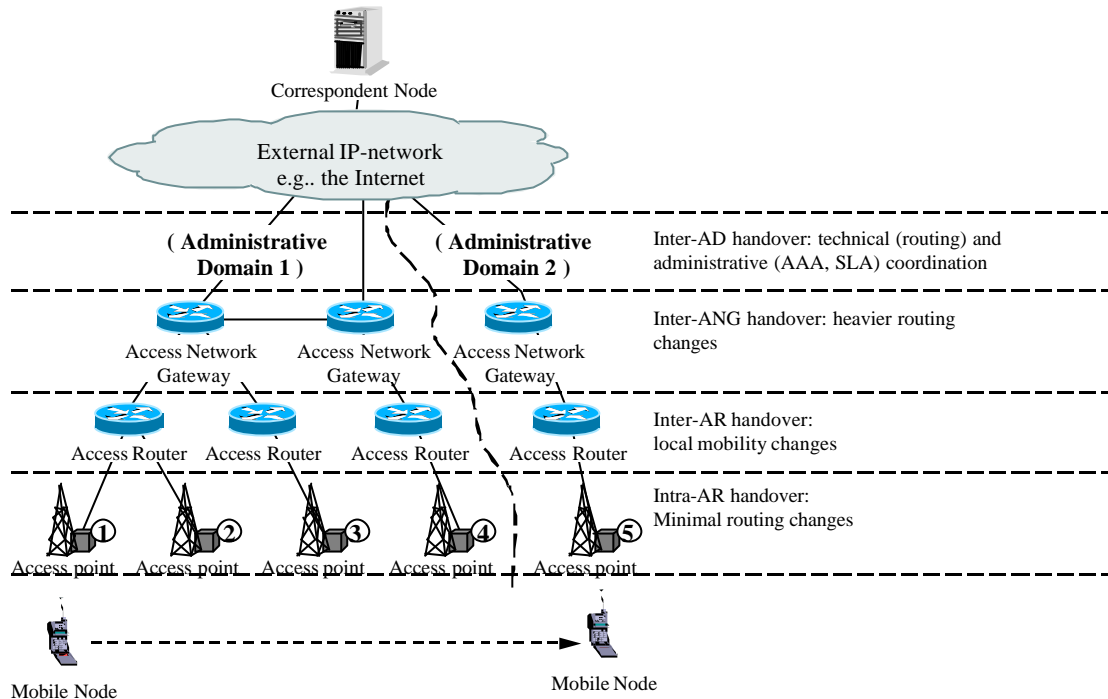 Correspondent Node
External IP-network
e.g.. the Internet
( Administrative
Domain 1 )
( Administrative
Domain 2 )
Inter-AD handover: technical (routing) and
administrative (AAA, SLA) coordination
Access Network
Gateway
Access Network
Gateway
Access Network
Gateway
Inter-ANG handover: heavier routing
changes
Access Router
Access Router
Access Router
Access Router
Inter-AR handover:
local mobility changes
1
2
3
4
5
Access point
Access point
Access point
Access point
Access point
Intra-AR handover:
Minimal routing changes
Mobile Node
Mobile Node